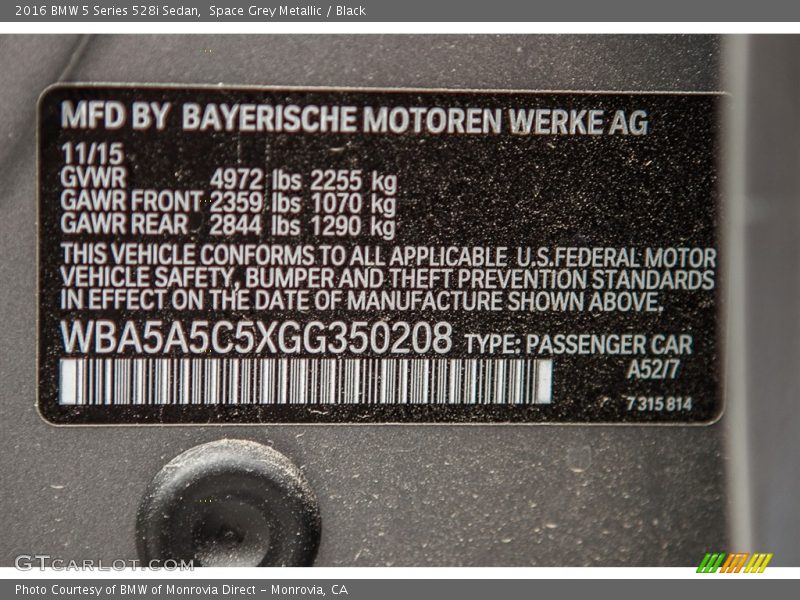 2016 BMW 5 Series 528i Sedan,  Space Grey Metallic / Black
MFD BY BAYERISCHE MOTOREN WERKE AG
11/15
GVWR 4972 lbs 2255 kg
GAWR FRONT 2359 lbs 1070 kg
GAWR REAR 2844 lbs 1290 kg
THIS VEHICLE CONFORMS TO ALL APPLICABLE U.S.FEDERAL MOTOR
VEHICLE SAFETY, BUMPER AND THEFT PREVENTION STANDARDS
IN EFFECT ON THE DATE OF MANUFACTURE SHOWN ABOVE.
WBA5A5C5XGG350208 TYPE: PASSENGER CAR
A52/7
7 315 814
GTcarlot.com
Photo Courtesy of BMW of Monrovia Direct - Monrovia, CA